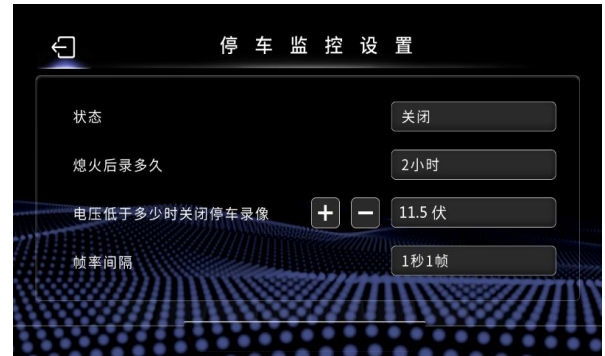 停车监控设置
状态
关闭
熄火后录多久
2小时
电压低于多少时关闭停车录像
11.5 伏
帧率间隔
1秒1帧